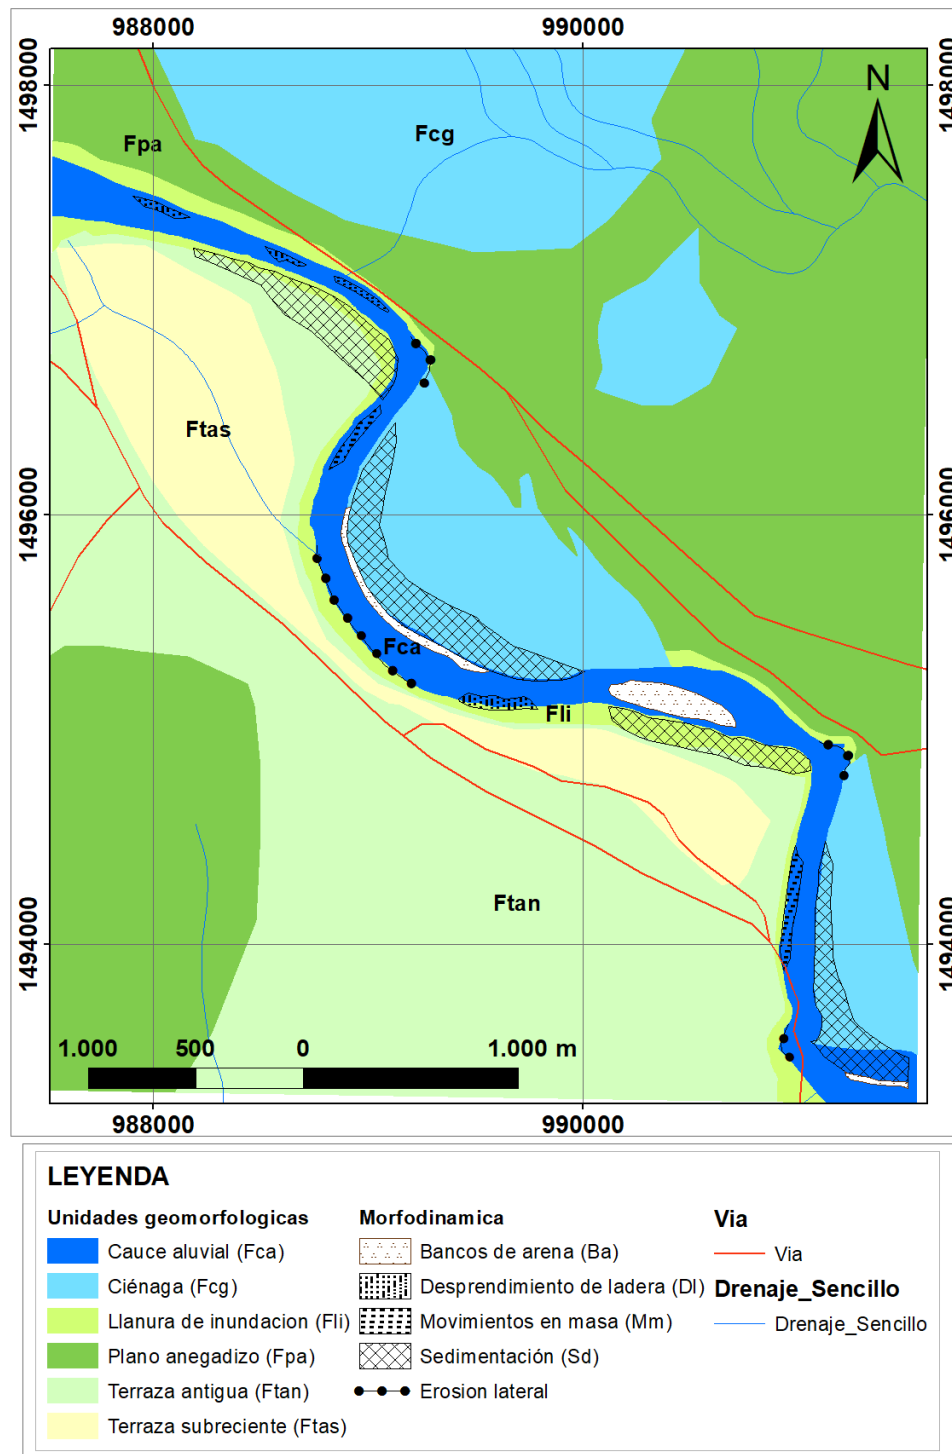 988000 990000
1498000 1498000
N
Fpa
Fcg
Ftas
1496000 1496000
Fca
Fli
Ftan
1494000 1494000
1.000 500 0 1.000 m
988000 990000
LEYENDA
Unidades geomorfologicas
Cauce aluvial (Fca)
Ciénaga (Fcg)
Llanura de inundacion (Fli)
Plano anegadizo (Fpa)
Terraza antigua (Ftan)
Terraza subreciente (Ftas)
Morfodinamica
Bancos de arena (Ba)
Desprendimiento de ladera (Dl)
Movimientos en masa (Mm)
Sedimentación (Sd)
Erosion lateral
Via
Via
Drenaje_Sencillo
Drenaje_Sencillo